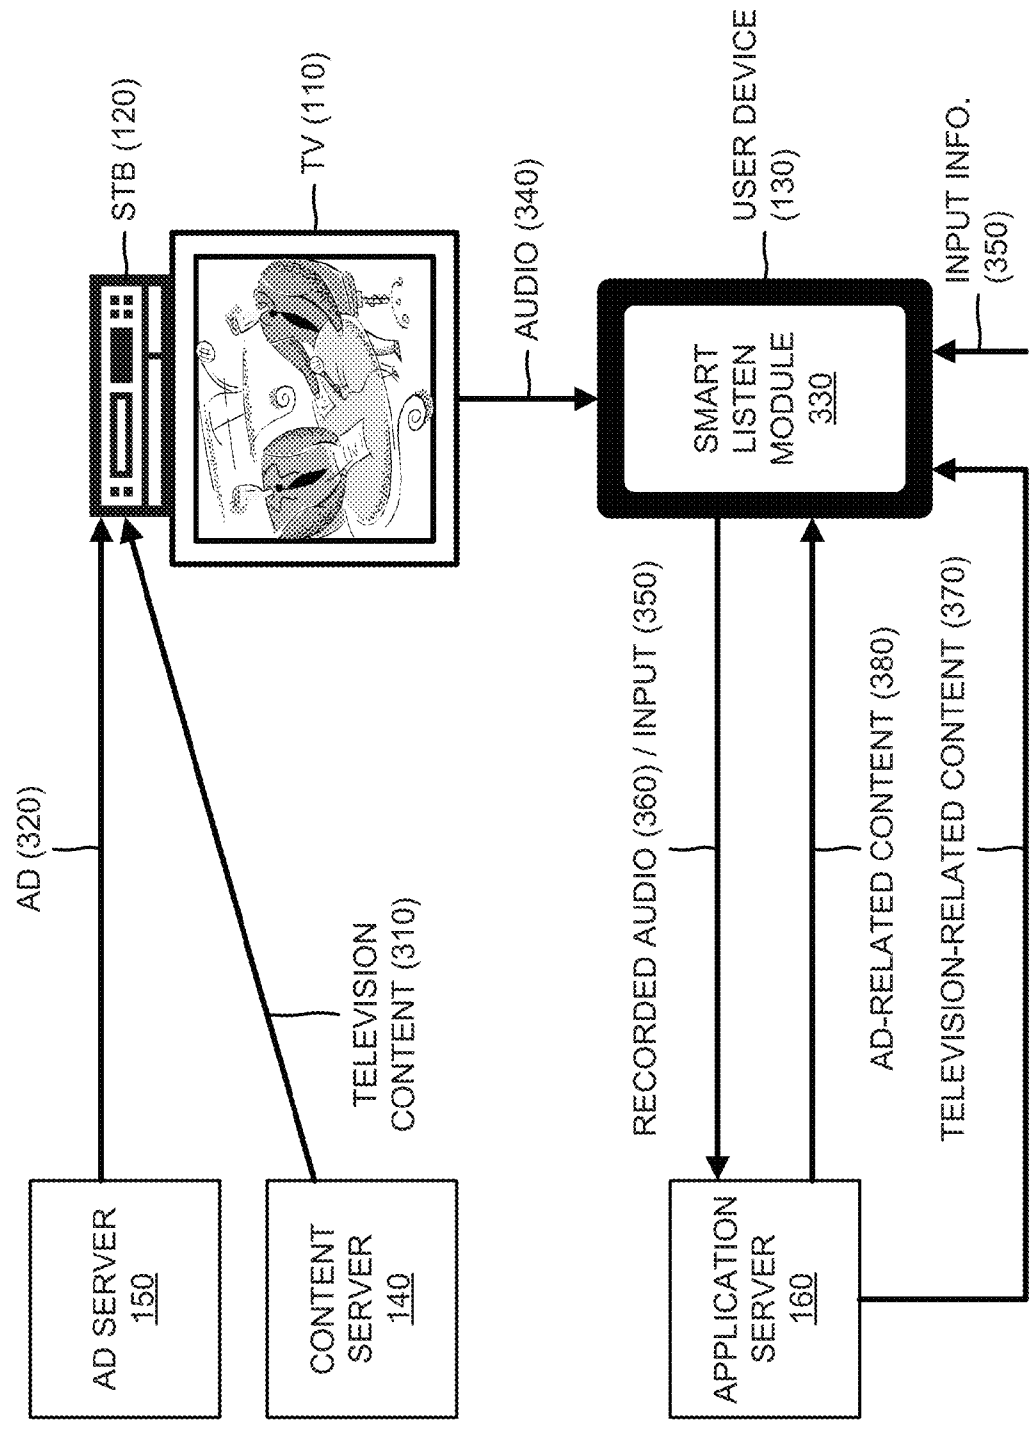 AD SERVER
150
AD (320)
STB (120)
TV (110)
CONTENT
SERVER
140
TELEVISION
CONTENT (310)
AUDIO (340)
APPLICATION
SERVER
160
RECORDED AUDIO (360) / INPUT (350)
AD-RELATED CONTENT (380)
TELEVISION-RELATED CONTENT (370)
SMART
LISTEN
MODULE
330
USER DEVICE
(130)
INPUT INFO.
(350)